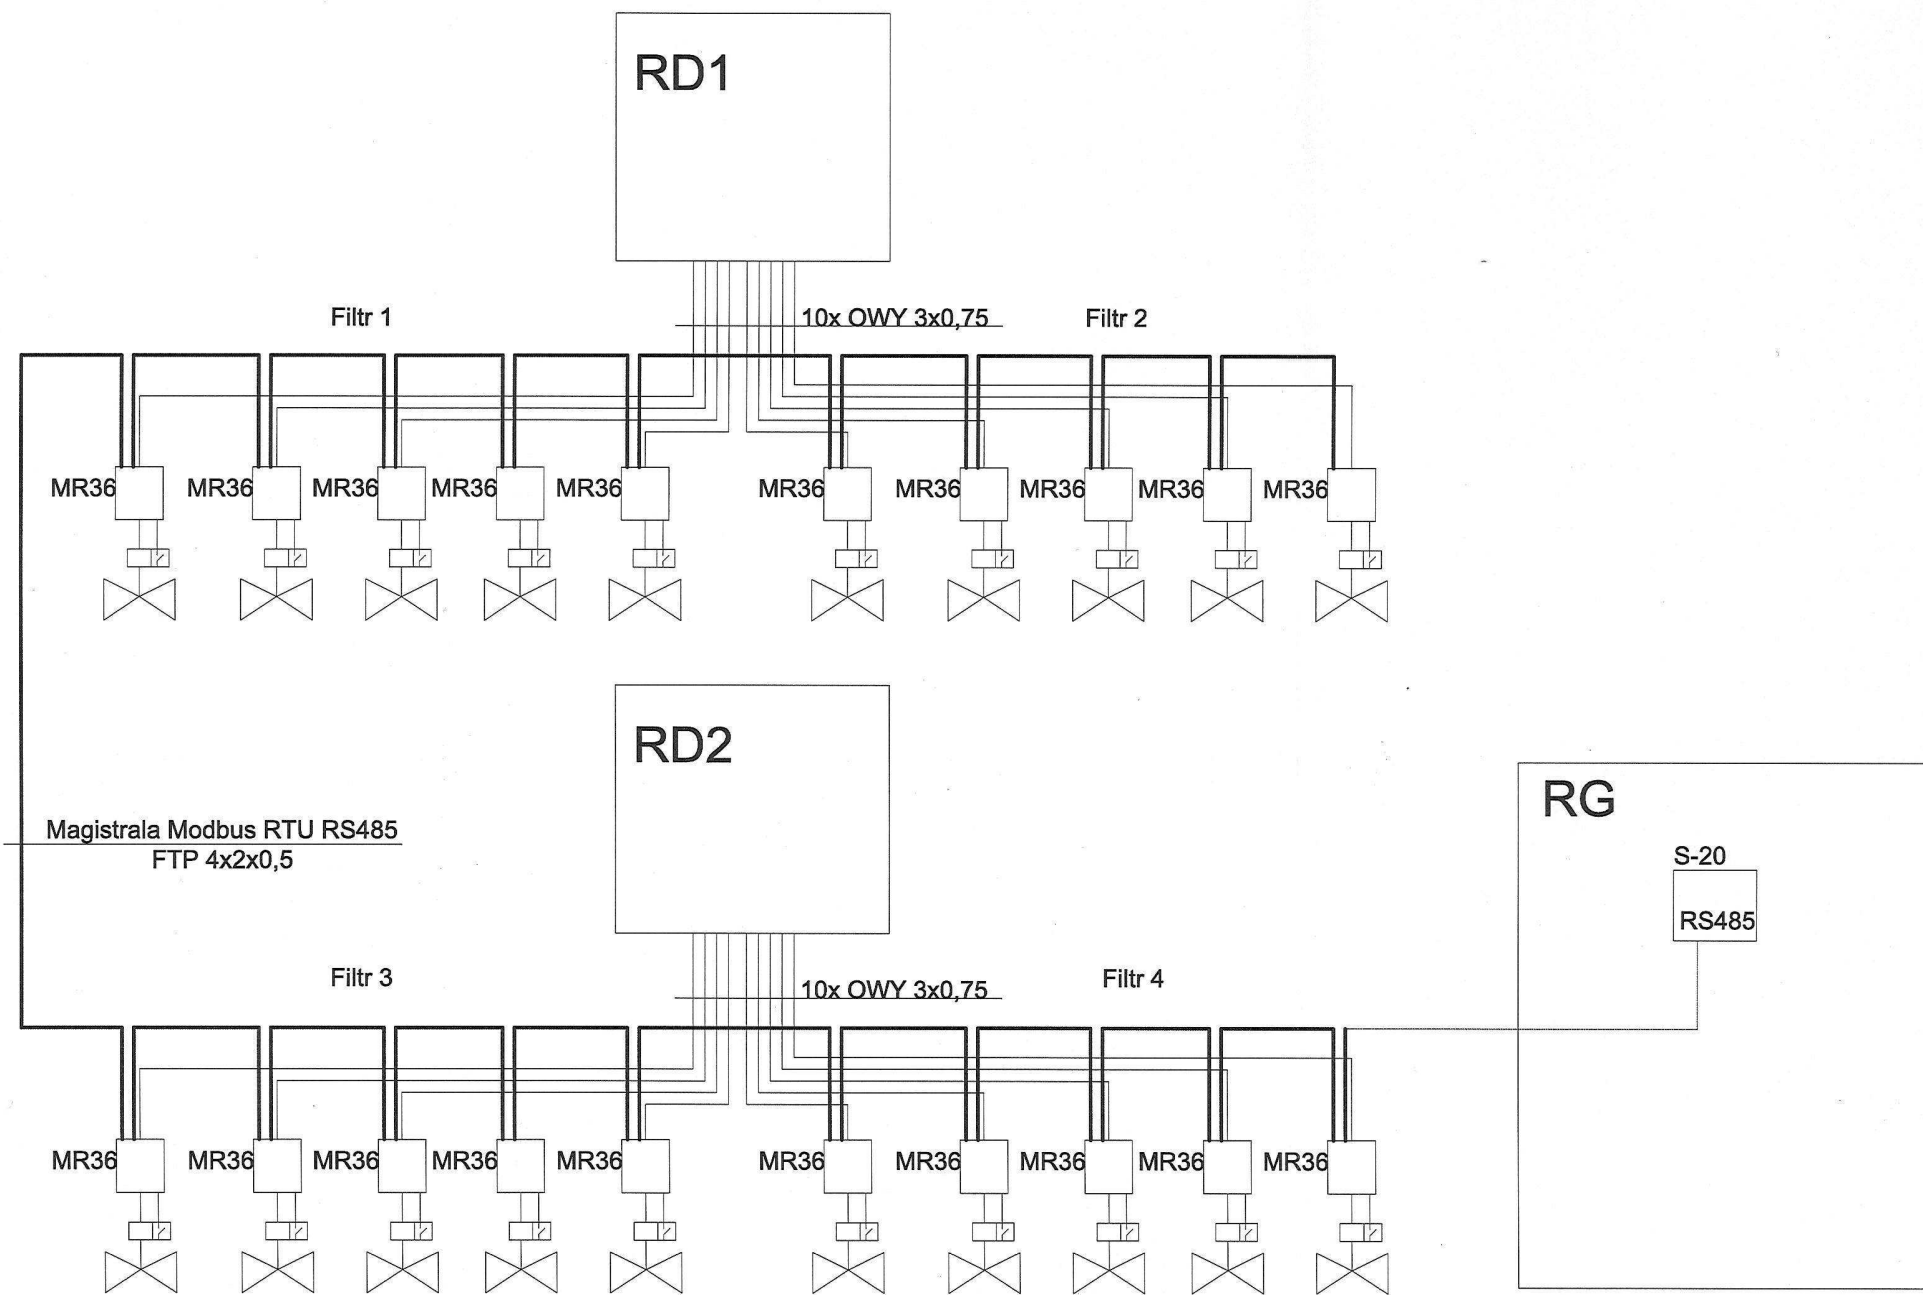 RD1
Filtr 1
10x OWY 3x0,75
Filtr 2
MR36 MR36 MR36 MR36 MR36 MR36 MR36 MR36 MR36 MR36
RD2
RG
Magistrala Modbus RTU RS485
FTP 4x2x0,5
S-20
RS485
Filtr 3
10x OWY 3x0,75
Filtr 4
MR36 MR36 MR36 MR36 MR36 MR36 MR36 MR36 MR36 MR36